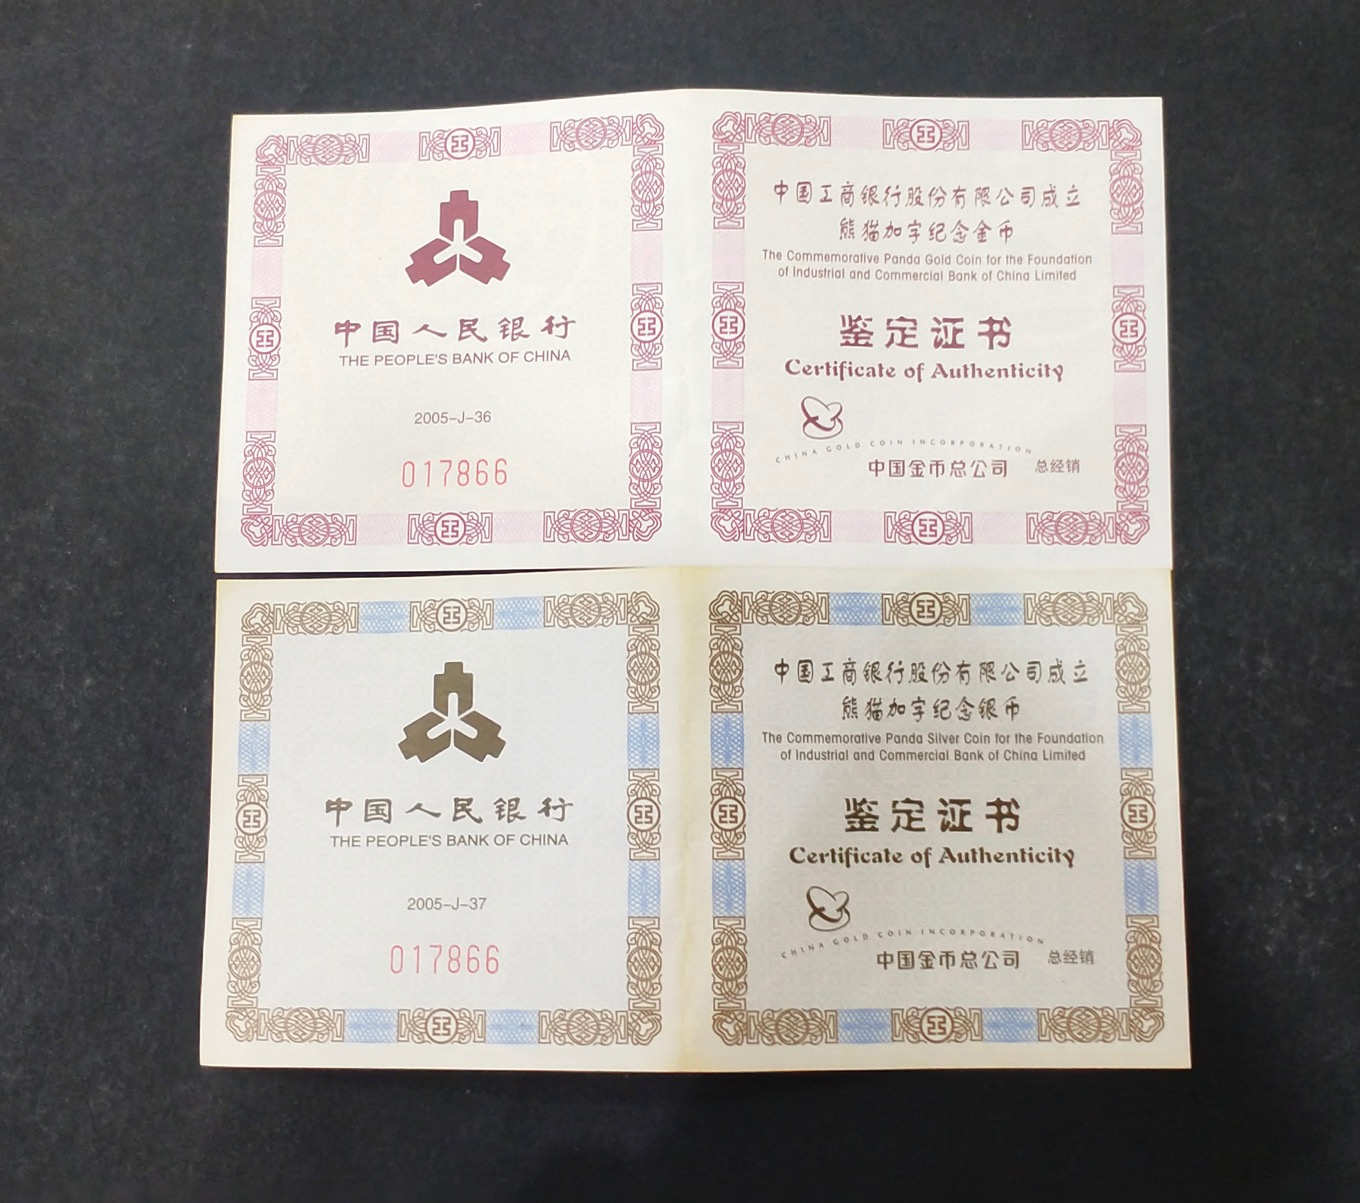 中国人民银行
THE PEOPLE'S BANK OF CHINA
2005-J-36
017866
中国工商银行股份有限公司成立
熊猫加字纪念金币
The Commemorative Panda Gold Coin for the Foundation
of Industrial and Commercial Bank of China Limited
鉴定证书
Certificate of Authenticity
CHINA GOLD COIN INCORPORATION
中国金币总公司 总经销
中国人民银行
THE PEOPLE'S BANK OF CHINA
2005-J-37
017866
中国工商银行股份有限公司成立
熊猫加字纪念银币
The Commemorative Panda Silver Coin for the Foundation
of Industrial and Commercial Bank of China Limited
鉴定证书
Certificate of Authenticity
CHINA GOLD COIN INCORPORATION
中国金币总公司 总经销